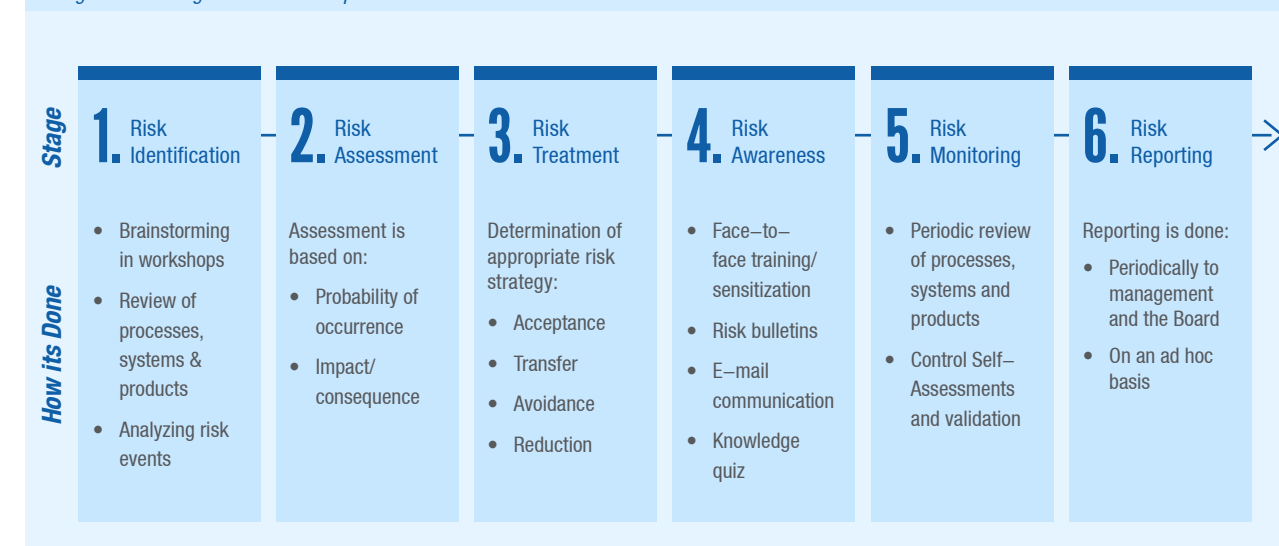 Stage
1. Risk
Identification
2. Risk
Assessment
3. Risk
Treatment
4. Risk
Awareness
5. Risk
Monitoring
6. Risk
Reporting
How its Done
• Brainstorming
in workshops
• Review of
processes,
systems &
products
• Analyzing risk
events
Assessment is
based on:
• Probability of
occurrence
• Impact/
consequence
Determination of
appropriate risk
strategy:
• Acceptance
• Transfer
• Avoidance
• Reduction
• Face–to–
face training/
sensitization
• Risk bulletins
• E–mail
communication
• Knowledge
quiz
• Periodic review
of processes,
systems and
products
• Control Self–
Assessments
and validation
Reporting is done:
• Periodically to
management
and the Board
• On an ad hoc
basis